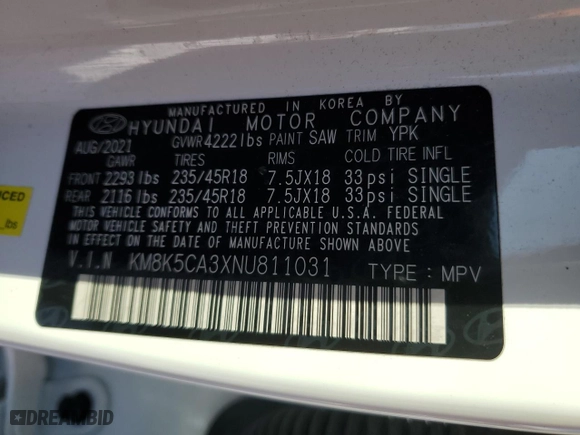 MANUFACTURED IN KOREA BY
HYUNDAI MOTOR COMPANY
AUG/2021 GVWR 4222lbs PAINT SAW TRIM YPK
GAWR TIRES RIMS COLD TIRE INFL
FRONT 2293 lbs 235/45R18 7.5JX18 33psi SINGLE
REAR 2116 lbs 235/45R18 7.5JX18 33psi SINGLE
THIS VEHICLE CONFORMS TO ALL APPLICABLE U.S.A. FEDERAL
MOTOR VEHICLE SAFETY, BUMPER, AND THEFT PREVENTION STANDARDS
IN EFFECT ON THE DATE OF MANUFACTURE SHOWN ABOVE.
V.I.N KM8K5CA3XNU811031 TYPE : MPV
lbs
DREAMBID